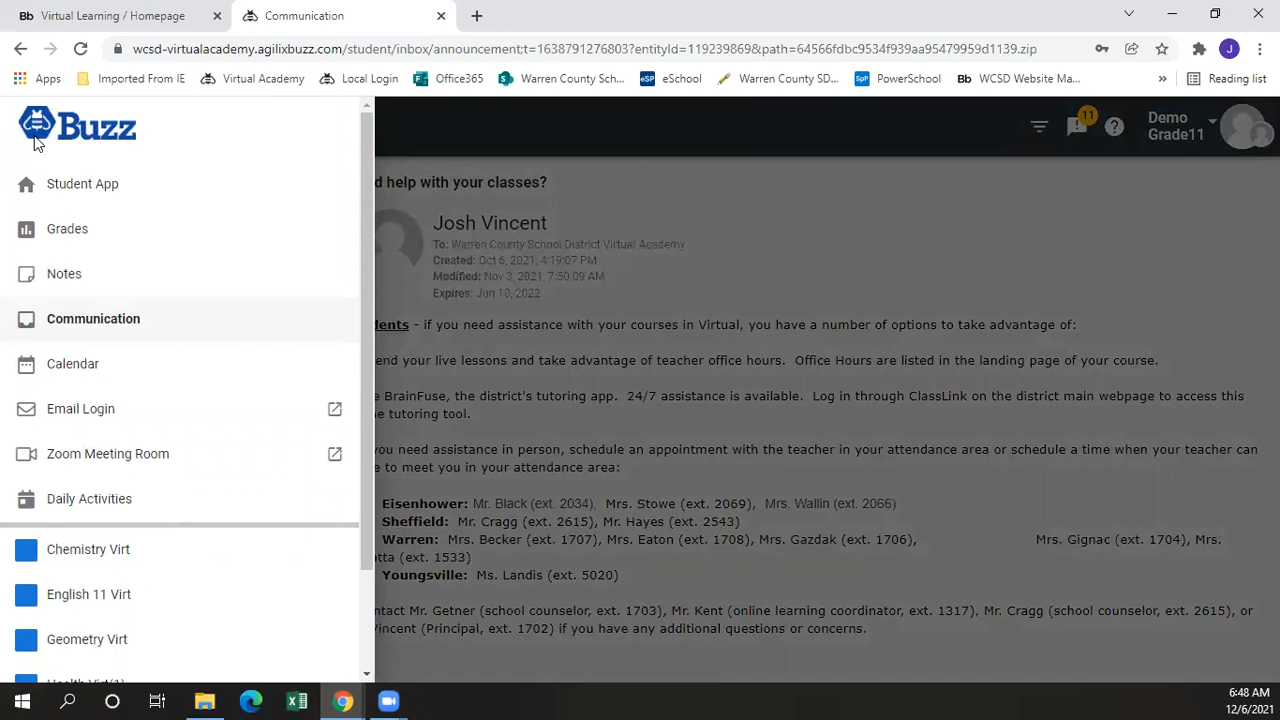 Bb Virtual Learning / Homepage
Communication
wcsd-virtualacademy.agilixbuzz.com/student/inbox/announcement;t=1638791276803?entityId=119239869&path=64566fdbc9534f939aa95479959d1139.zip
J
Apps
Imported From IE
Virtual Academy
Local Login
Office365
Warren County Sch...
eSP eSchool
Warren County SD...
SpP PowerSchool
Bb WCSD Website Ma...
»
Reading list
Buzz
11
Demo
Grade11
Student App
Grades
Notes
Communication
Calendar
Email Login
Zoom Meeting Room
Daily Activities
Chemistry Virt
English 11 Virt
Geometry Virt
Health Virt(1)
d help with your classes?
Josh Vincent
To: Warren County School District Virtual Academy
Created: Oct 6, 2021, 4:19:07 PM
Modified: Nov 3, 2021, 7:50:09 AM
Expires: Jun 10, 2022
dents - if you need assistance with your courses in Virtual, you have a number of options to take advantage of:
end your live lessons and take advantage of teacher office hours. Office Hours are listed in the landing page of your course.
e BrainFuse, the district's tutoring app. 24/7 assistance is available. Log in through ClassLink on the district main webpage to access this
ne tutoring tool.
you need assistance in person, schedule an appointment with the teacher in your attendance area or schedule a time when your teacher can
e to meet you in your attendance area:
Eisenhower: Mr. Black (ext. 2034), Mrs. Stowe (ext. 2069), Mrs. Wallin (ext. 2066)
Sheffield: Mr. Cragg (ext. 2615), Mr. Hayes (ext. 2543)
Warren: Mrs. Becker (ext. 1707), Mrs. Eaton (ext. 1708), Mrs. Gazdak (ext. 1706), Mrs. Gignac (ext. 1704), Mrs.
atta (ext. 1533)
Youngsville: Ms. Landis (ext. 5020)
ntact Mr. Getner (school counselor, ext. 1703), Mr. Kent (online learning coordinator, ext. 1317), Mr. Cragg (school counselor, ext. 2615), or
Vincent (Principal, ext. 1702) if you have any additional questions or concerns.
6:48 AM
12/6/2021